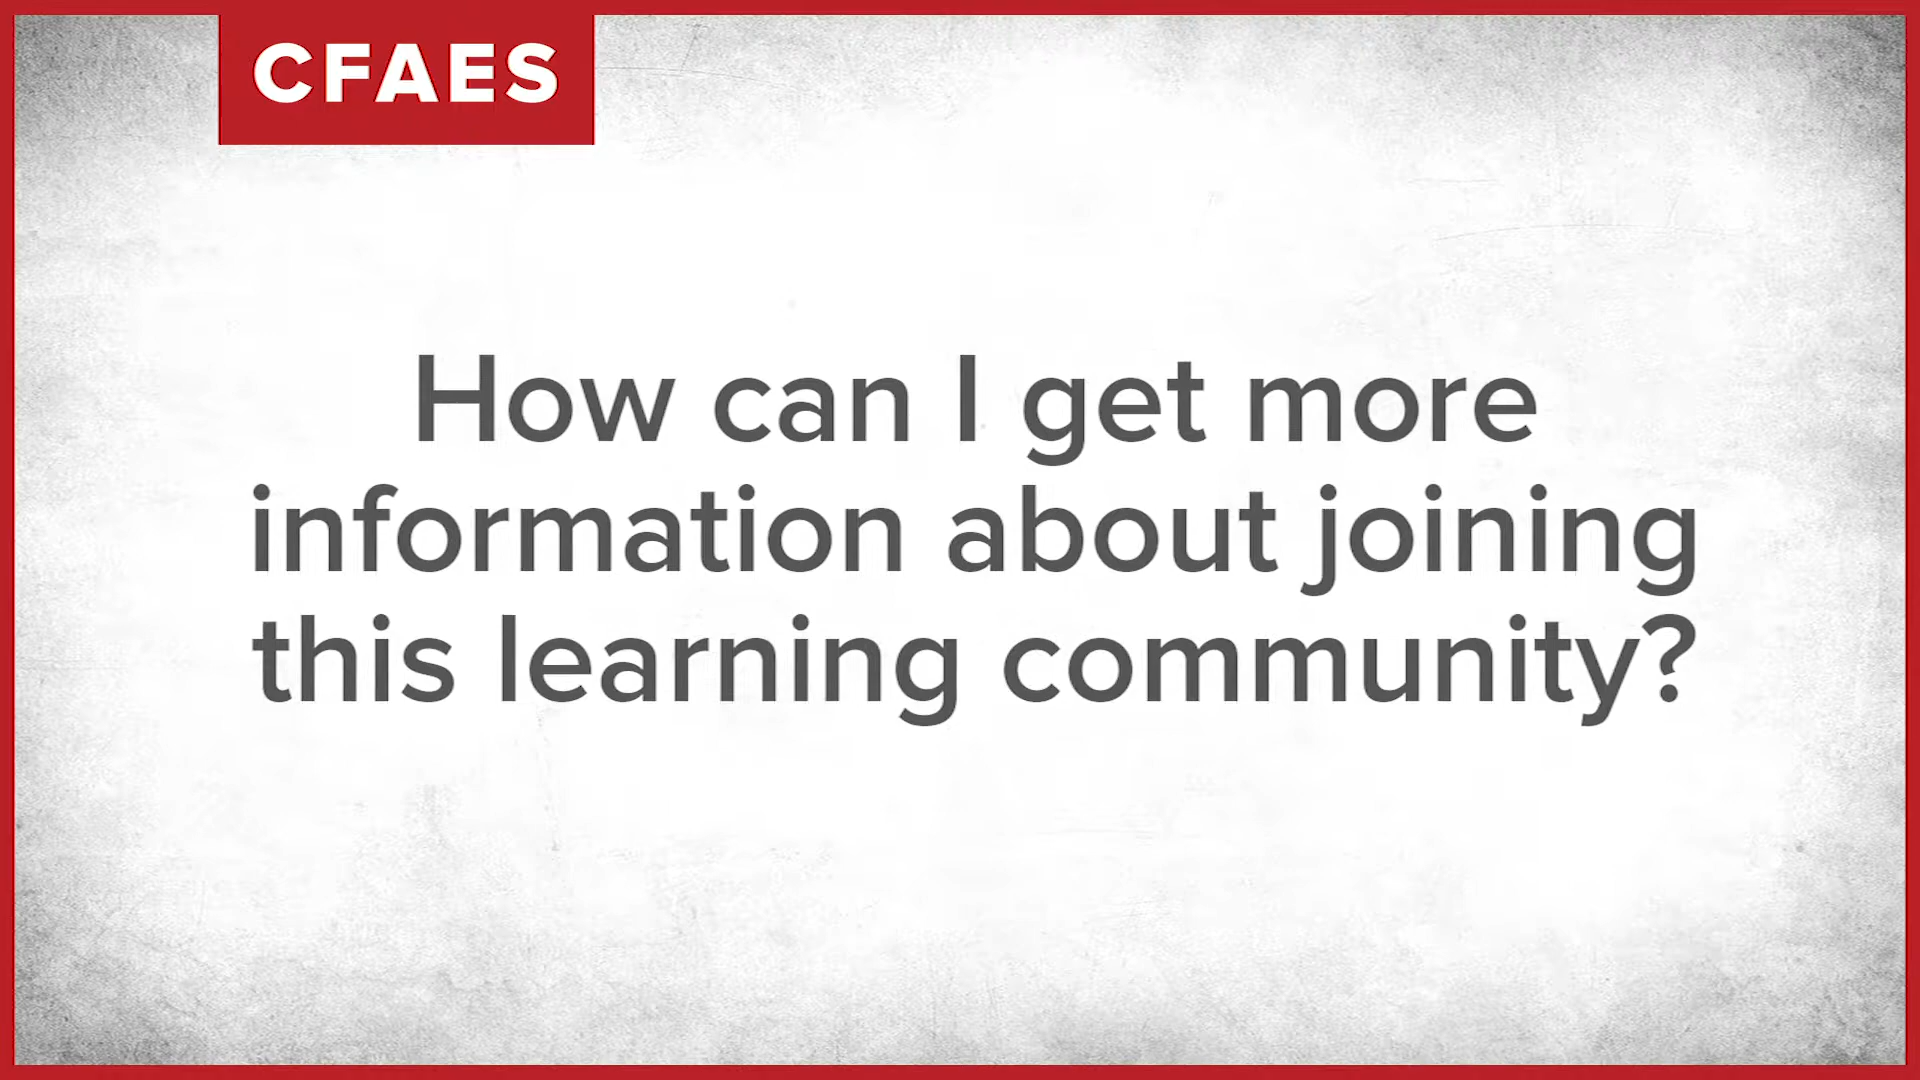 CFAES
How can I get more
information about joining
this learning community?